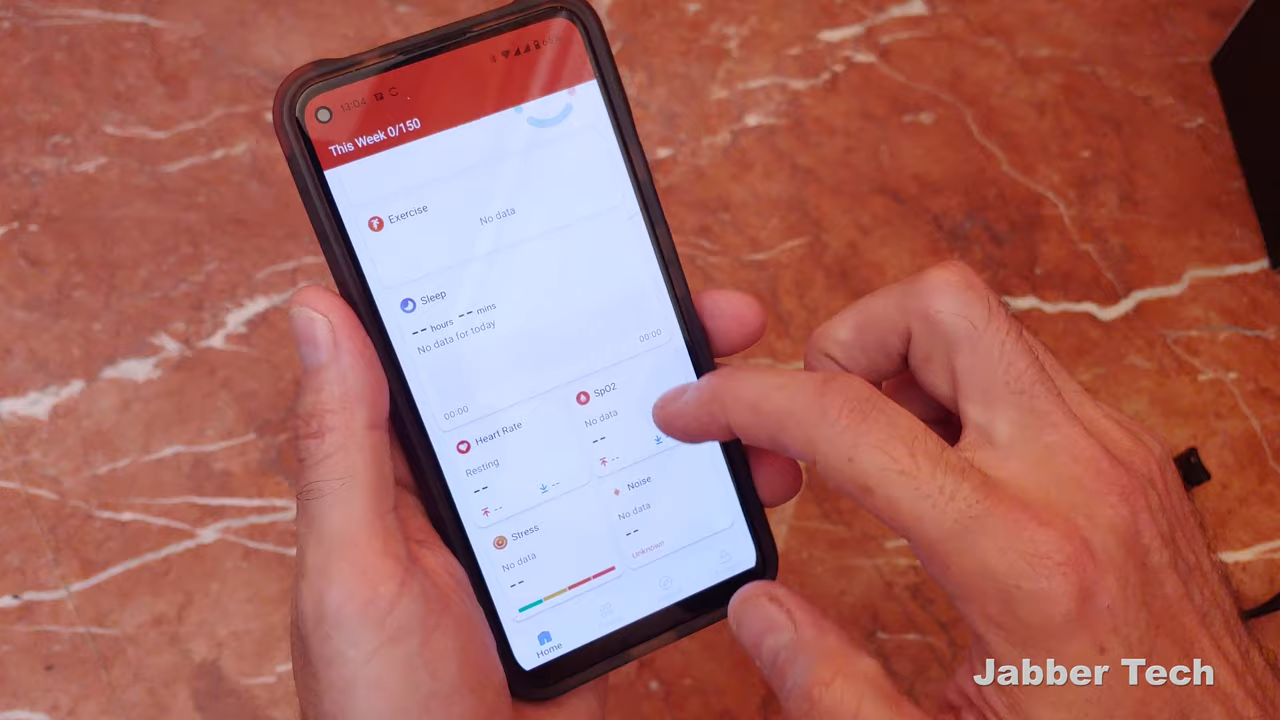 13:04
This Week 0/150
Exercise
No data
Sleep
-- hours -- mins
No data for today
00:00
00:00
Heart Rate
Resting
--
--
--
SpO2
No data
--
--
Stress
No data
--
Noise
No data
--
Unknown
Home
Jabber Tech